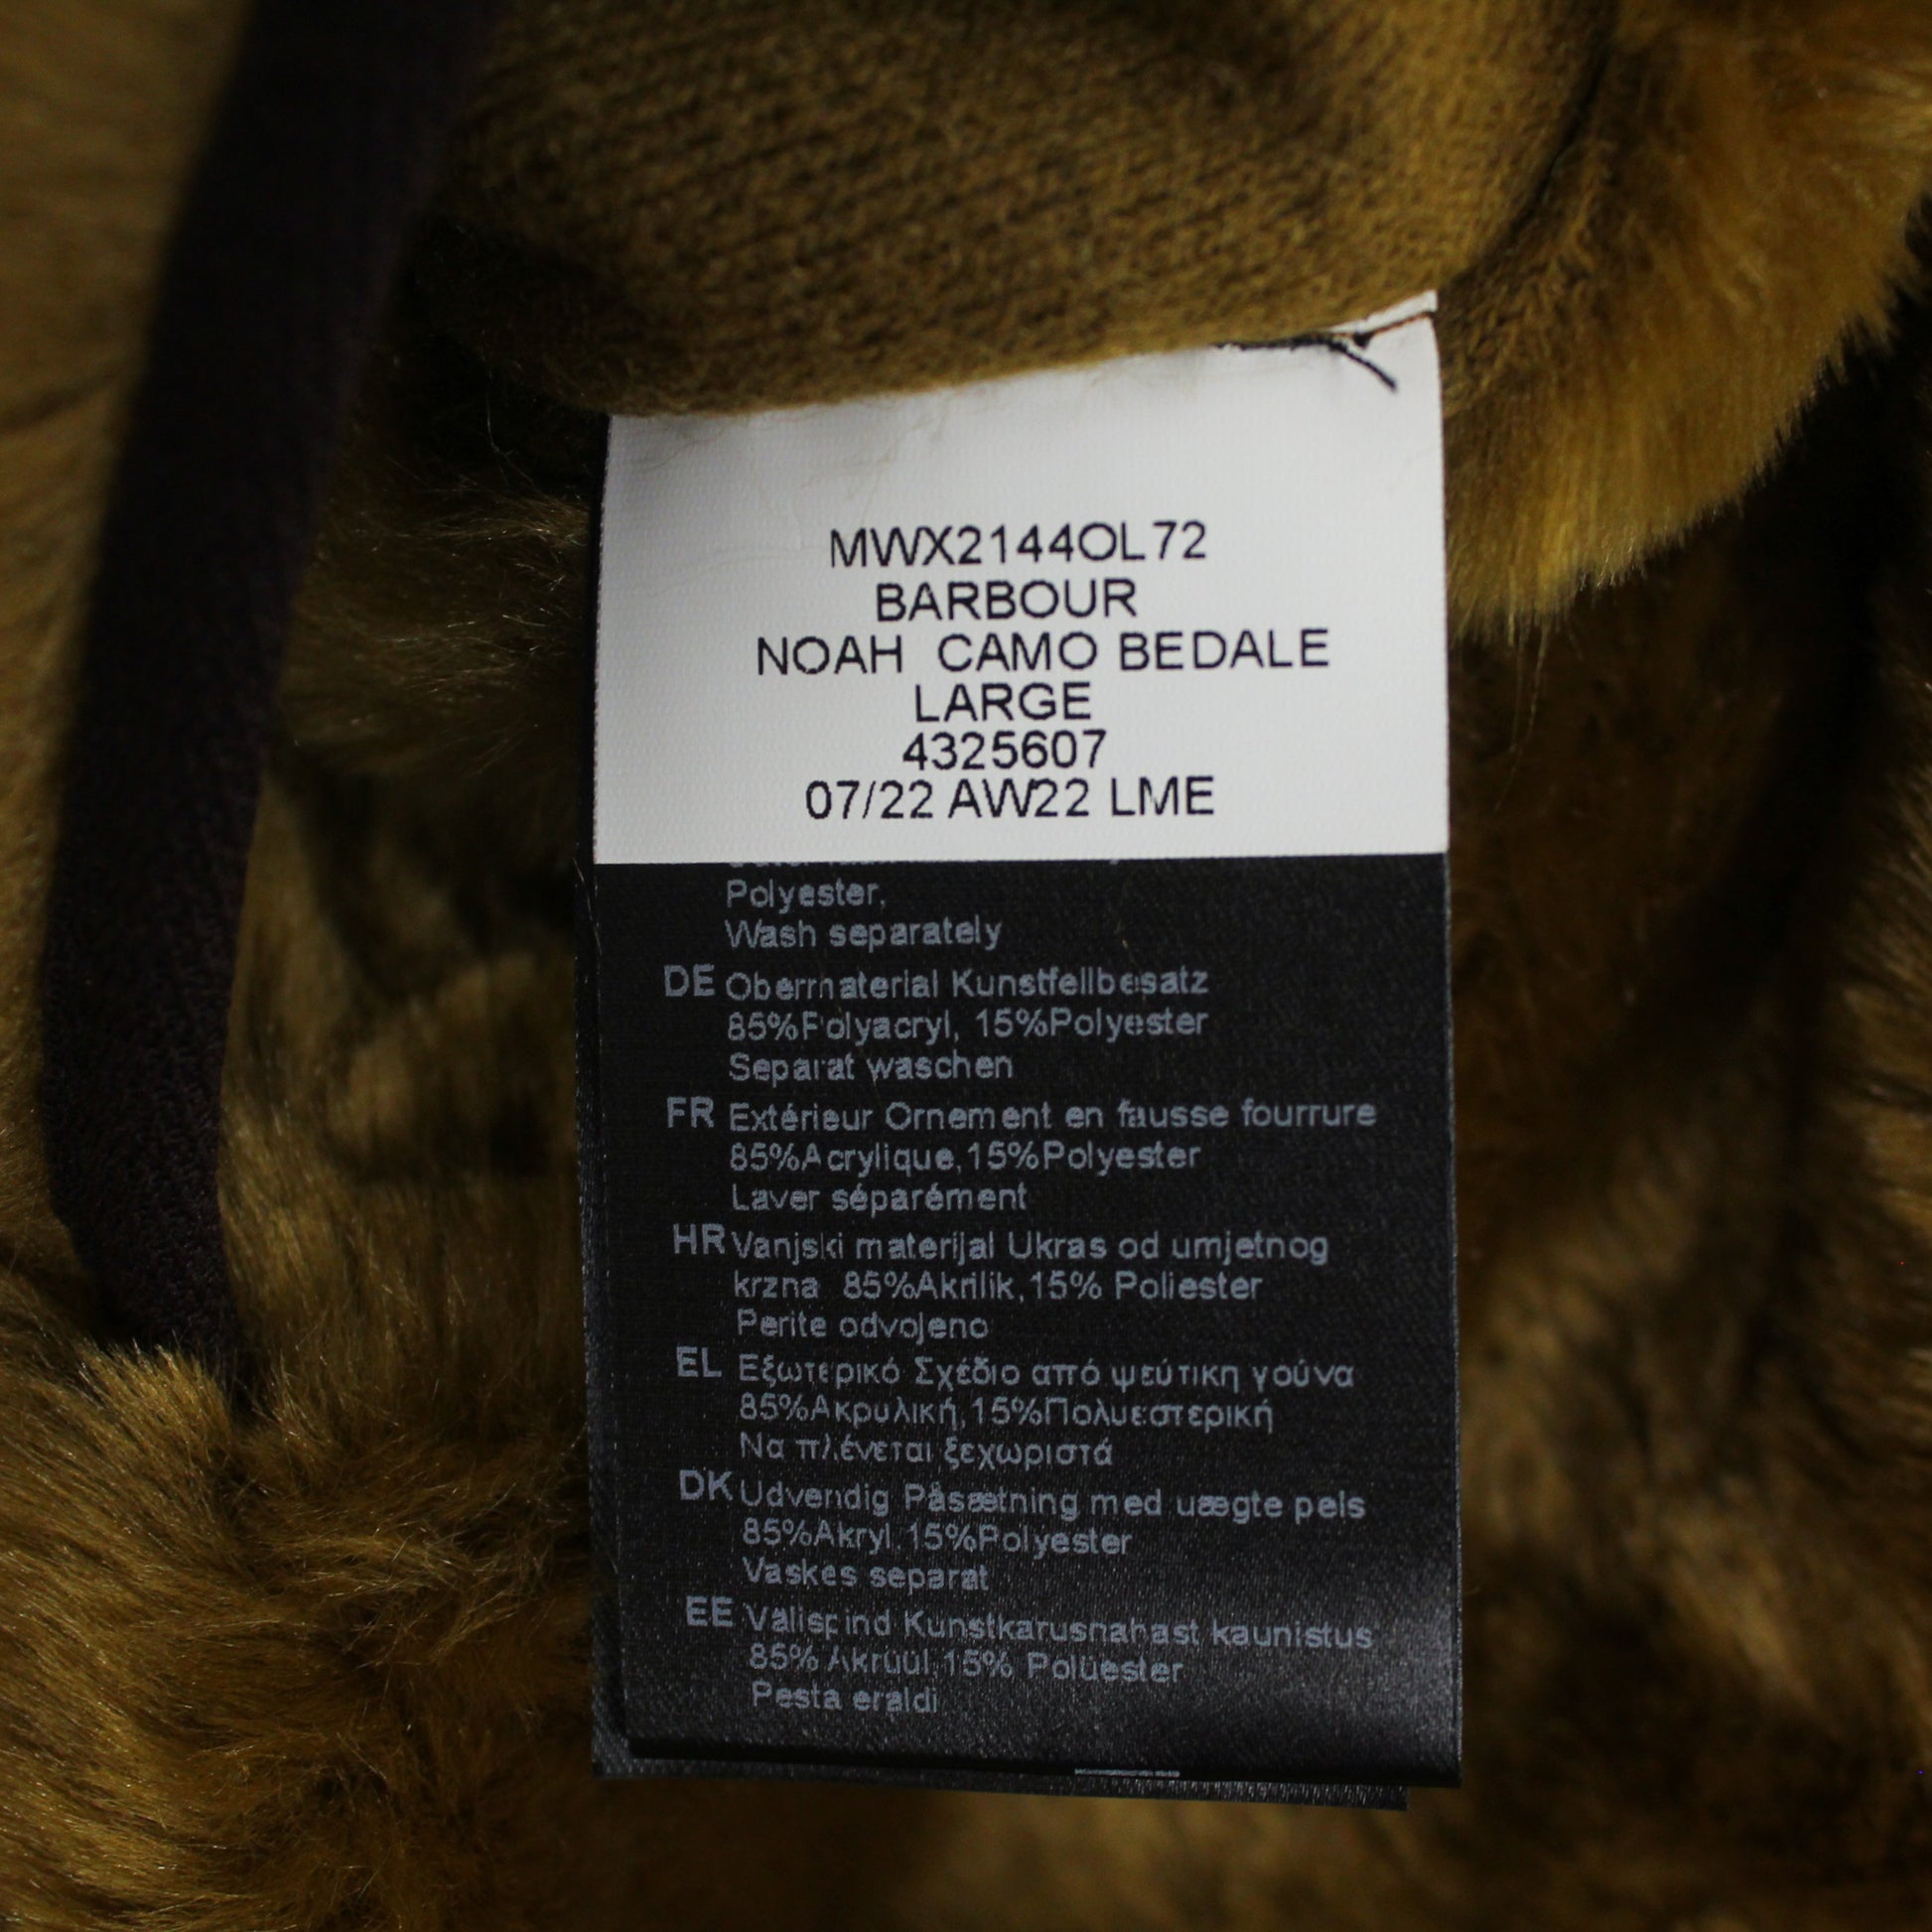 MWX2144OL72
BARBOUR
NOAH CAMO BEDALE
LARGE
4325607
07/22 AW22 LME
Polyester,
Wash separately
DE Obermaterial Kunstfellbesatz
85%Polyacryl, 15%Polyester
Separat waschen
FR Extérieur Ornement en fausse fourrure
85%Acrylique,15%Polyester
Laver séparément
HR Vanjski materijal Ukras od umjetnog
krzna 85%Akrilik,15% Poliester
Perite odvojeno
EL Εξωτερικό Σχέδιο από ψεύτικη γούνα
85%Ακρυλική,15%Πολυεστερική
Να πλένεται ξεχωριστά
DK Udvendig Påsætning med uægte pels
85%Akryl,15%Polyester
Vaskes separat
EE Välispind Kunstkarusnahast kaunistus
85% Akrüül,15% Polüester
Pesta eraldi